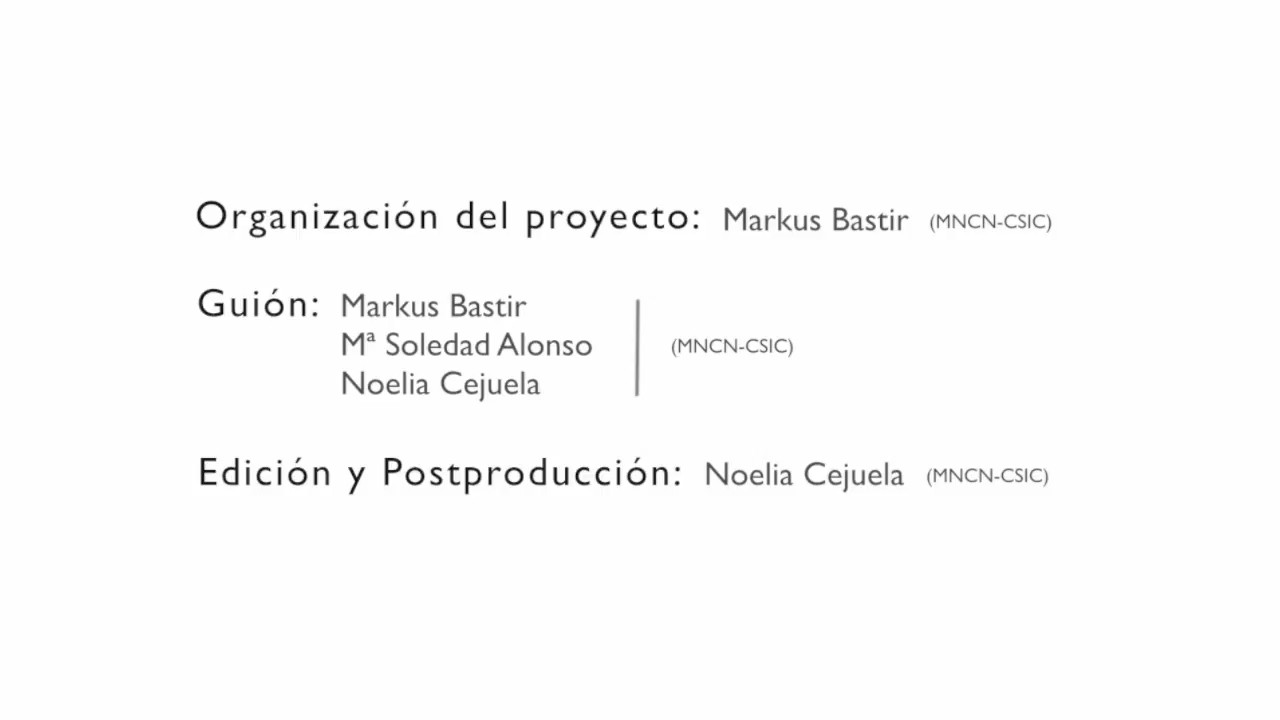 Organización del proyecto: Markus Bastir (MNCN-CSIC)
Guión: Markus Bastir
Mª Soledad Alonso (MNCN-CSIC)
Noelia Cejuela
Edición y Postproducción: Noelia Cejuela (MNCN-CSIC)